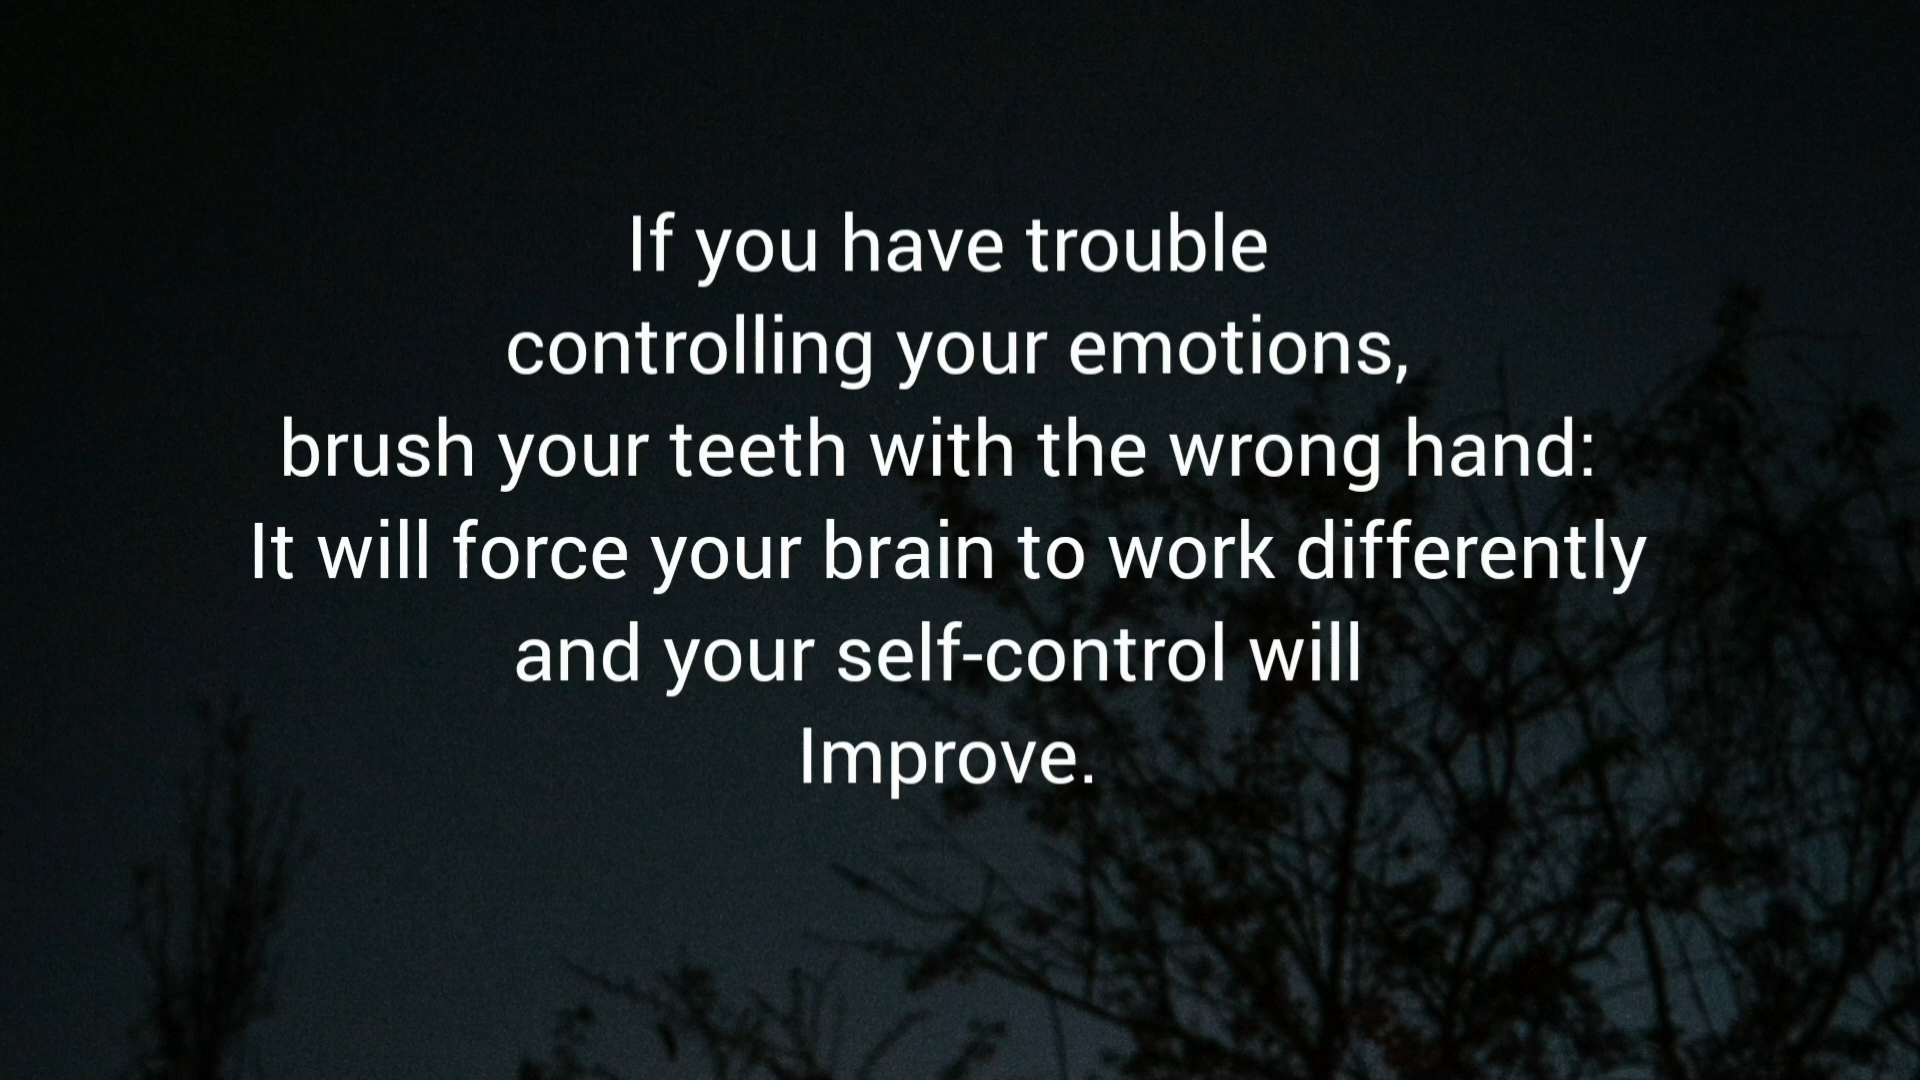 If you have trouble
controlling your emotions,
brush your teeth with the wrong hand:
It will force your brain to work differently
and your self-control will
Improve.